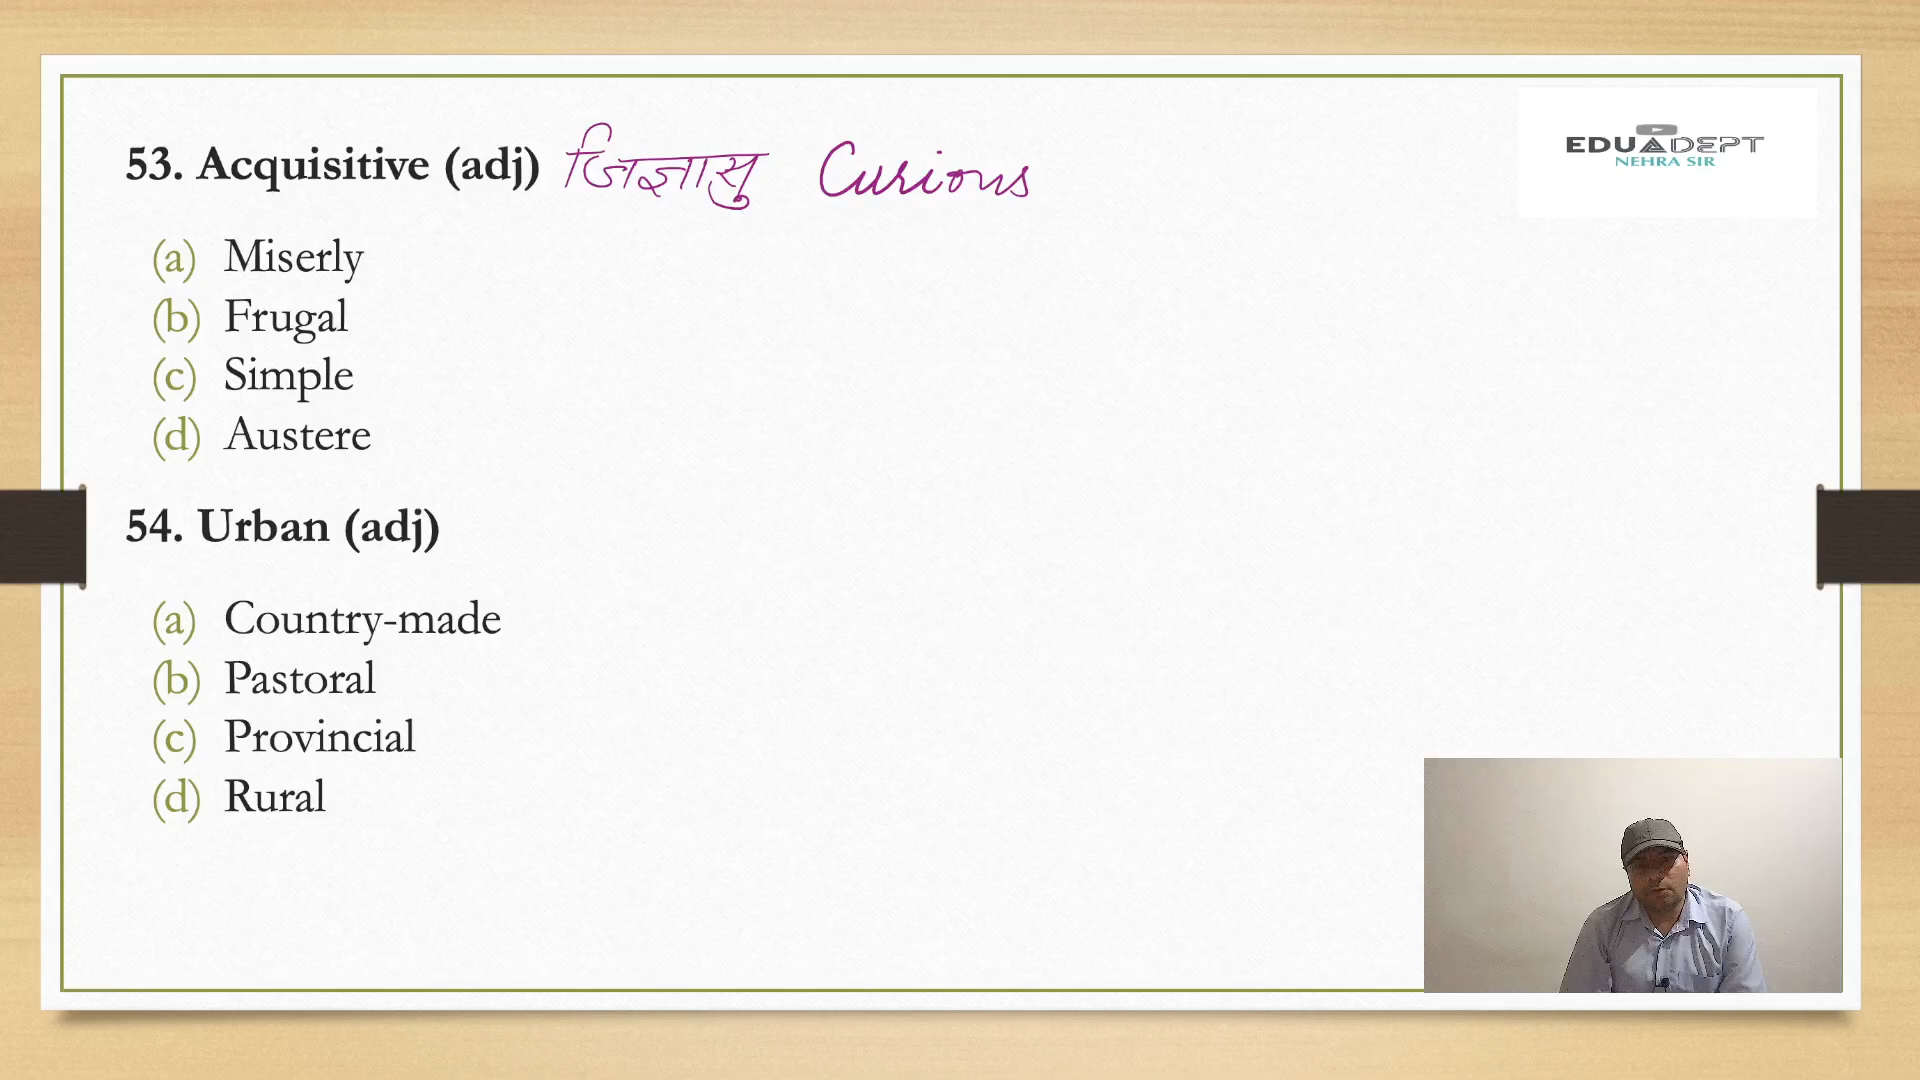 53. Acquisitive (adj) जिज्ञासु Curious
EDUADEPT
NEHRA SIR
(a) Miserly
(b) Frugal
(c) Simple
(d) Austere
54. Urban (adj)
(a) Country-made
(b) Pastoral
(c) Provincial
(d) Rural